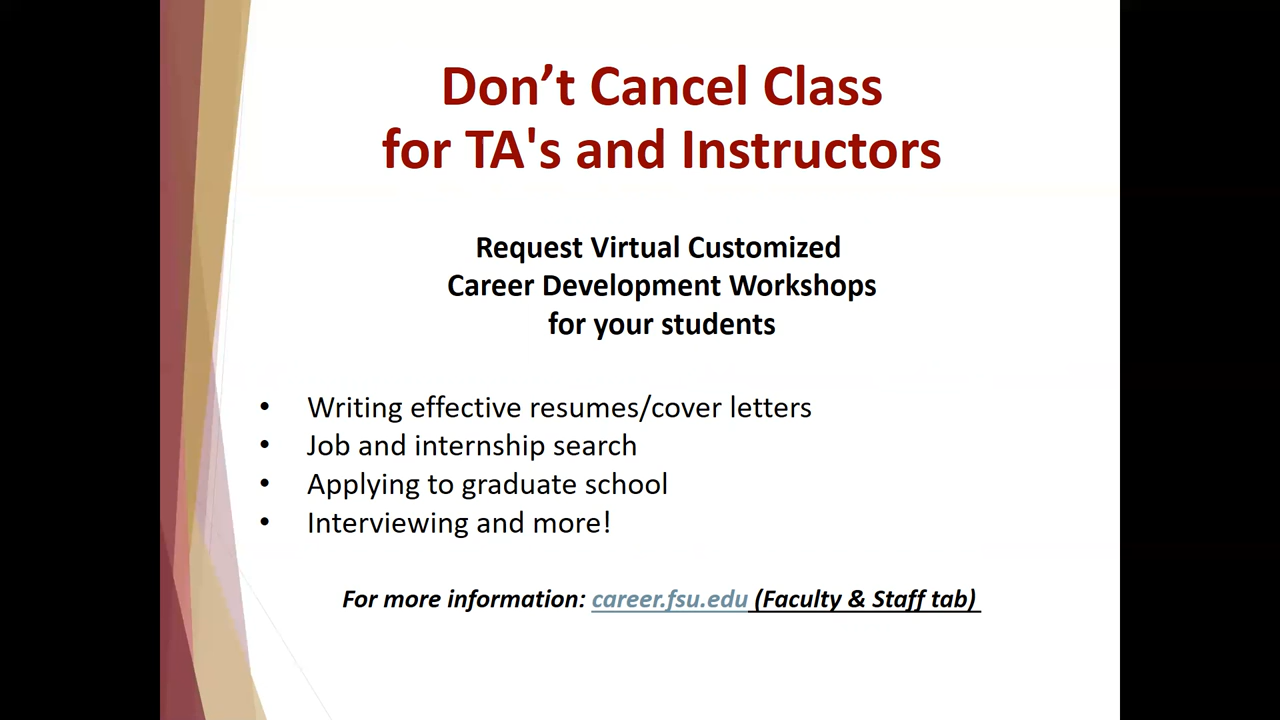 Don’t Cancel Class
for TA's and Instructors
Request Virtual Customized
Career Development Workshops
for your students
• Writing effective resumes/cover letters
• Job and internship search
• Applying to graduate school
• Interviewing and more!
For more information: career.fsu.edu (Faculty & Staff tab)